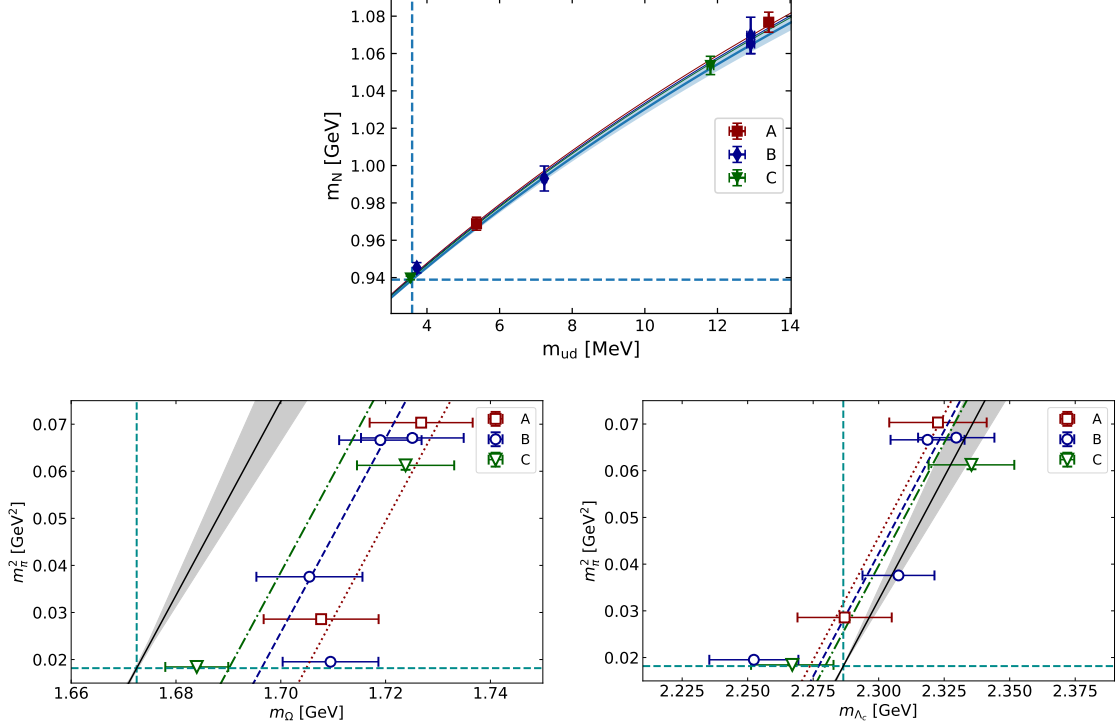 1.08
1.06
1.04
1.02
1.00
0.98
0.96
0.94
m_N [GeV]
A
B
C
4 6 8 10 12 14
m_ud [MeV]
0.07
0.06
0.05
0.04
0.03
0.02
m_π^2 [GeV^2]
A
B
C
1.66 1.68 1.70 1.72 1.74
m_Ω [GeV]
0.07
0.06
0.05
0.04
0.03
0.02
m_π^2 [GeV^2]
A
B
C
2.225 2.250 2.275 2.300 2.325 2.350 2.375
m_Λ_c [GeV]